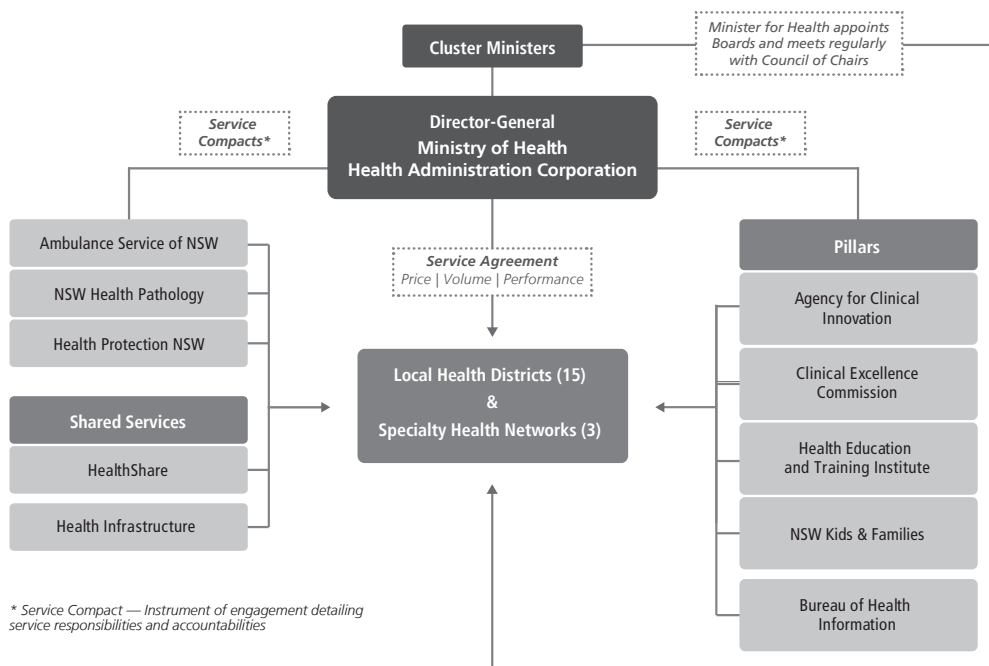 Cluster Ministers
Minister for Health appoints
Boards and meets regularly
with Council of Chairs
Director-General
Ministry of Health
Health Administration Corporation
Service
Compacts*
Service
Compacts*
Service Agreement
Price | Volume | Performance
Ambulance Service of NSW
NSW Health Pathology
Health Protection NSW
Shared Services
HealthShare
Health Infrastructure
Local Health Districts (15)
&
Specialty Health Networks (3)
Pillars
Agency for Clinical
Innovation
Clinical Excellence
Commission
Health Education
and Training Institute
NSW Kids & Families
Bureau of Health
Information
* Service Compact — Instrument of engagement detailing
service responsibilities and accountabilities